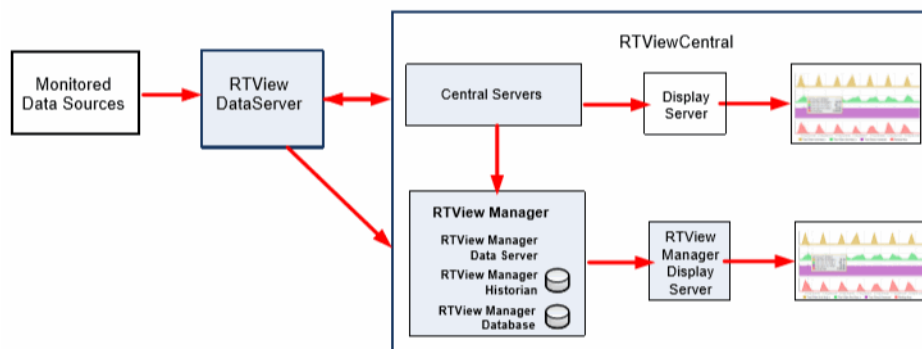 RTViewCentral
Monitored
Data Sources
RTView
DataServer
Central Servers
Display
Server
RTView Manager
RTView Manager
Data Server
RTView Manager
Historian
RTView Manager
Database
RTView
Manager
Display
Server